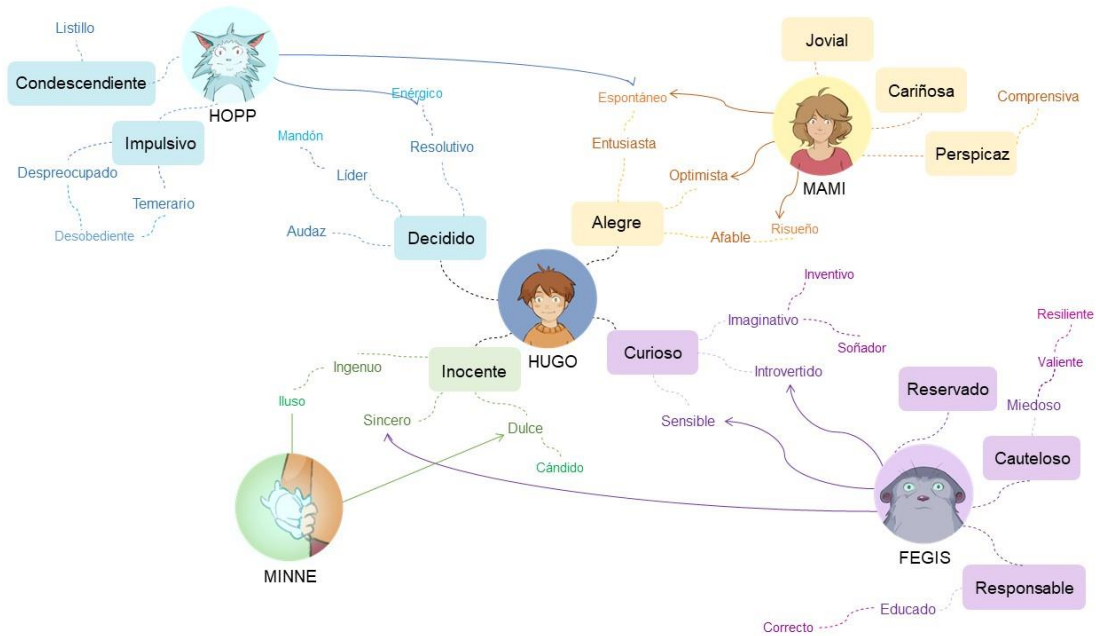 Listillo
Condescendiente
HOPP
Impulsivo
Despreocupado
Temerario
Desobediente
Enérgico
Mandón
Resolutivo
Líder
Audaz
Decidido
Jovial
Cariñosa
Comprensiva
Perspicaz
MAMI
Espontáneo
Entusiasta
Optimista
Alegre
Afable
Risueño
HUGO
Inocente
Ingenuo
Iluso
Sincero
Dulce
Cándido
MINNE
Curioso
Imaginativo
Inventivo
Soñador
Introvertido
Sensible
Resiliente
Valiente
Miedoso
Reservado
Cauteloso
FEGIS
Responsable
Educado
Correcto